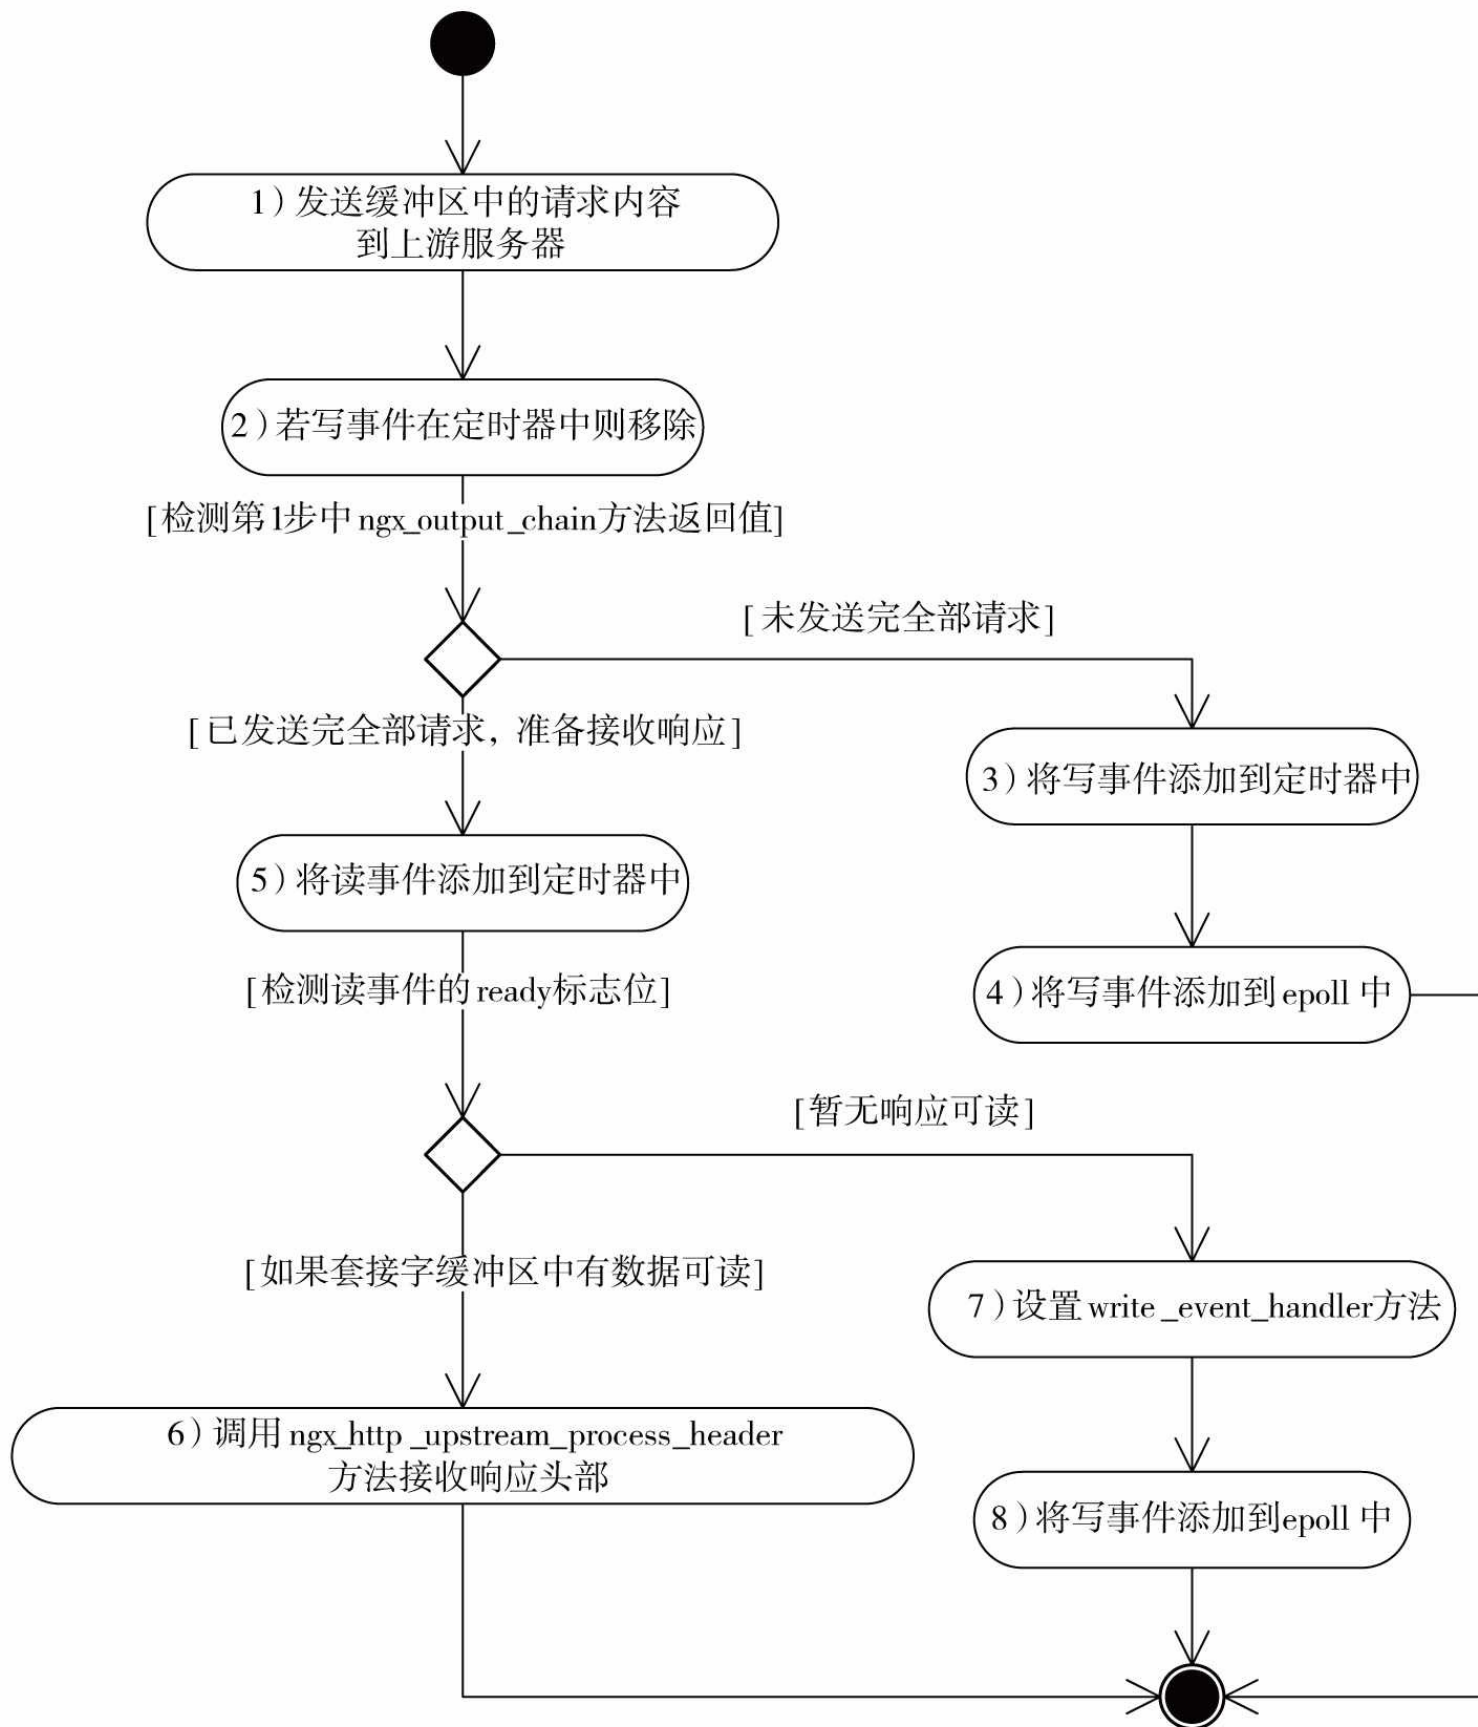 1）发送缓冲区中的请求内容
到上游服务器
2）若写事件在定时器中则移除
[检测第1步中ngx_output_chain方法返回值]
[未发送完全部请求]
[已发送完全部请求，准备接收响应]
3）将写事件添加到定时器中
5）将读事件添加到定时器中
4）将写事件添加到epoll中
[检测读事件的ready标志位]
[暂无响应可读]
[如果套接字缓冲区中有数据可读]
7）设置write_event_handler方法
6）调用ngx_http_upstream_process_header
方法接收响应头部
8）将写事件添加到epoll中